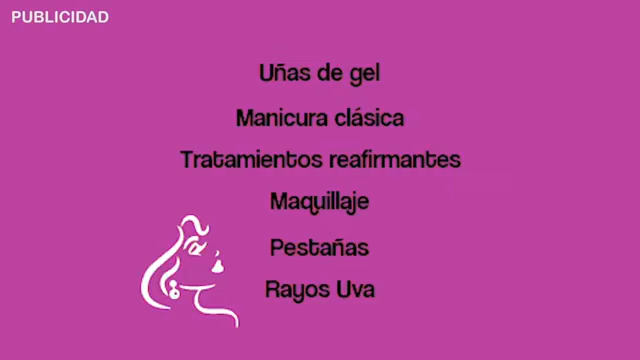 PUBLICIDAD
Uñas de gel
Manicura clásica
Tratamientos reafirmantes
Maquillaje
Pestañas
Rayos Uva